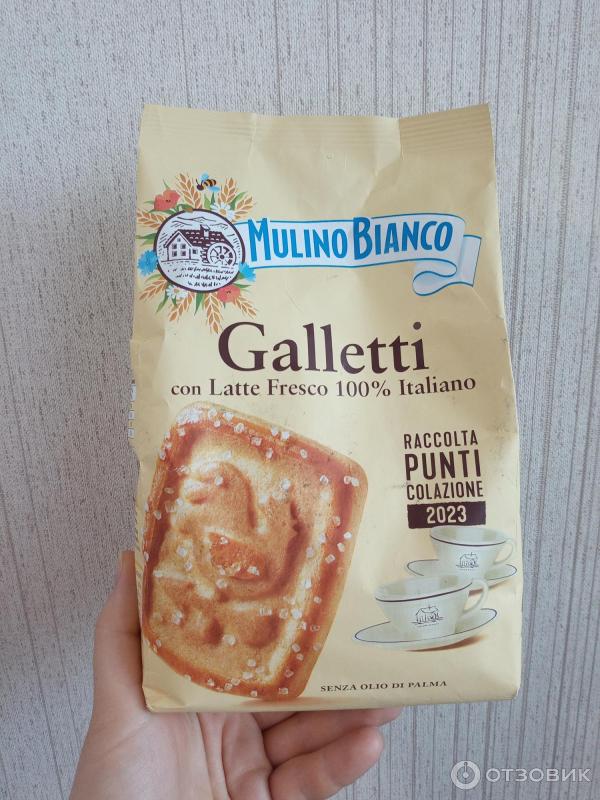 MULINO BIANCO
Galletti
con Latte Fresco 100% Italiano
RACCOLTA
PUNTI
COLAZIONE
2023
SENZA OLIO DI PALMA
ОТЗОВИК